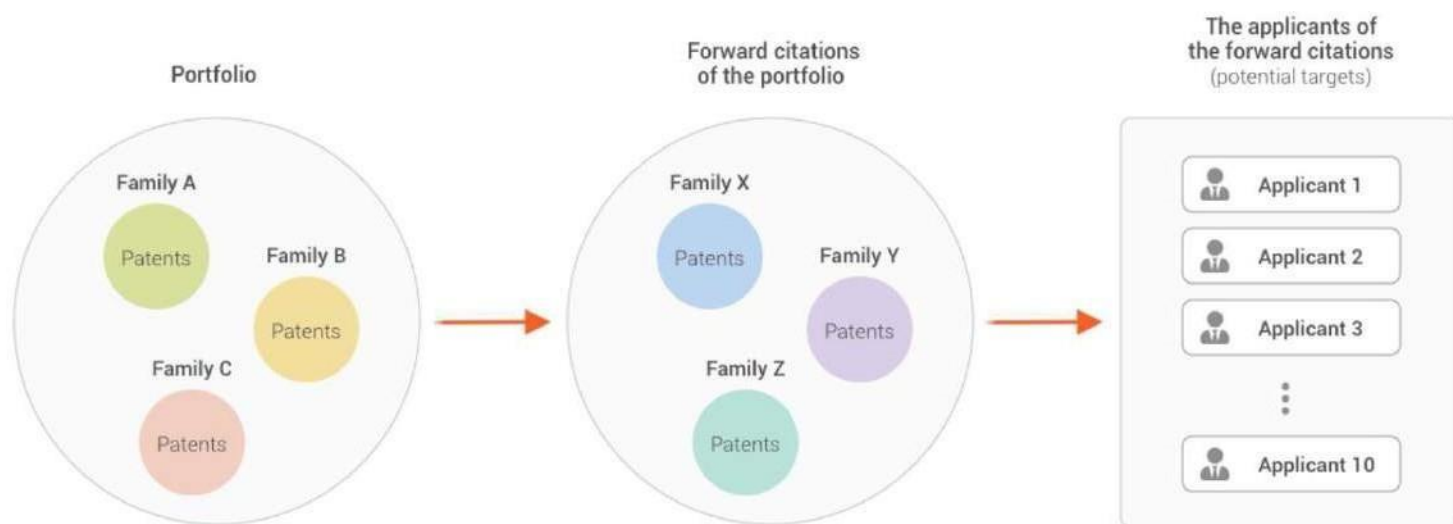 Portfolio
Family A
Patents
Family B
Patents
Family C
Patents
Forward citations
of the portfolio
Family X
Patents
Family Y
Patents
Family Z
Patents
The applicants of
the forward citations
(potential targets)
Applicant 1
Applicant 2
Applicant 3
Applicant 10